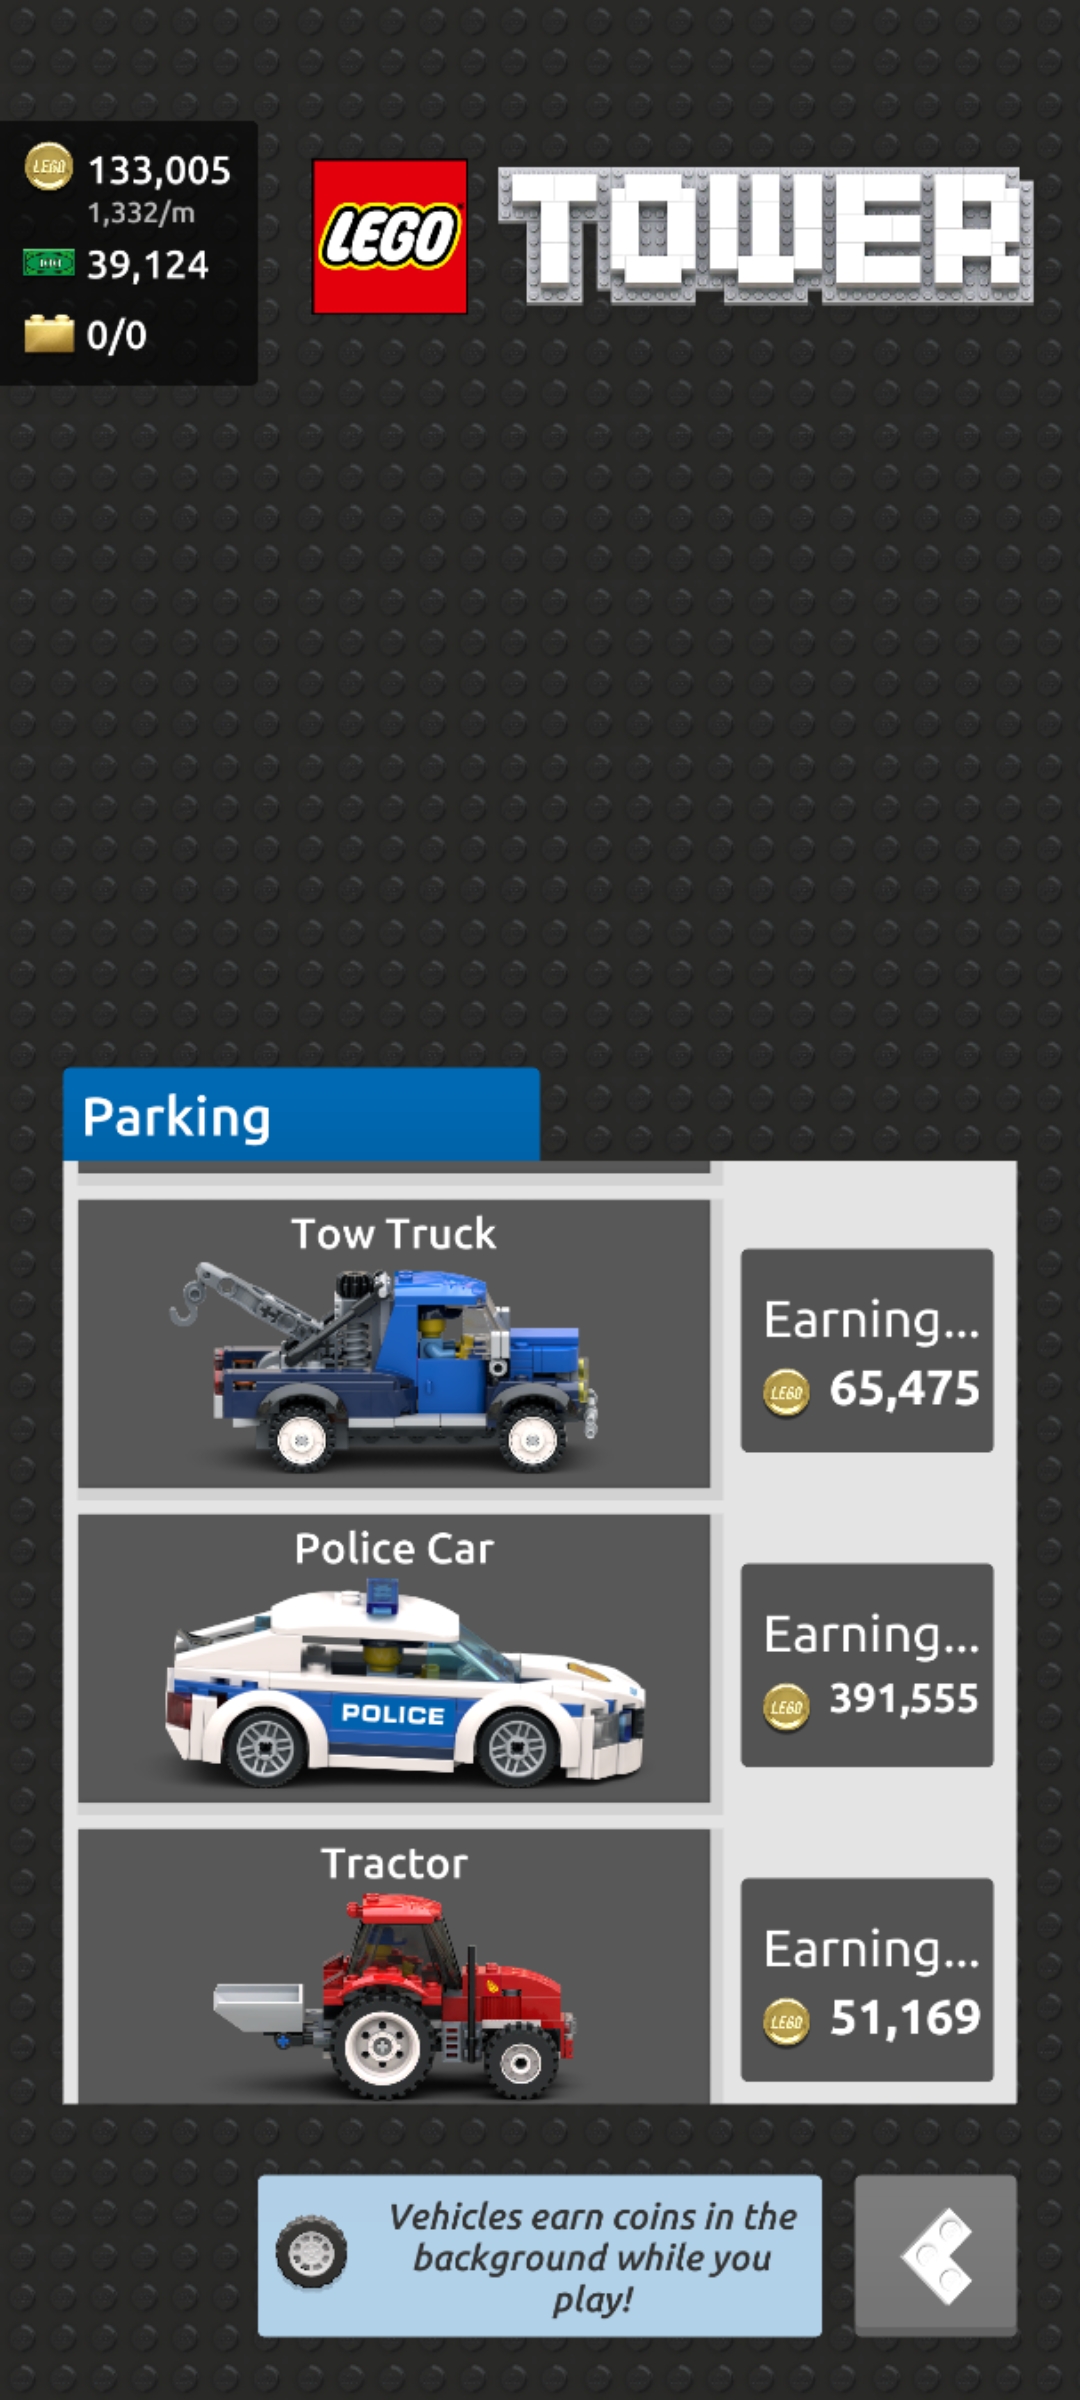 133,005
1,332/m
39,124
0/0
LEGO TOWER
Parking
Tow Truck
Earning...
65,475
Police Car
POLICE
Earning...
391,555
Tractor
Earning...
51,169
Vehicles earn coins in the
background while you
play!